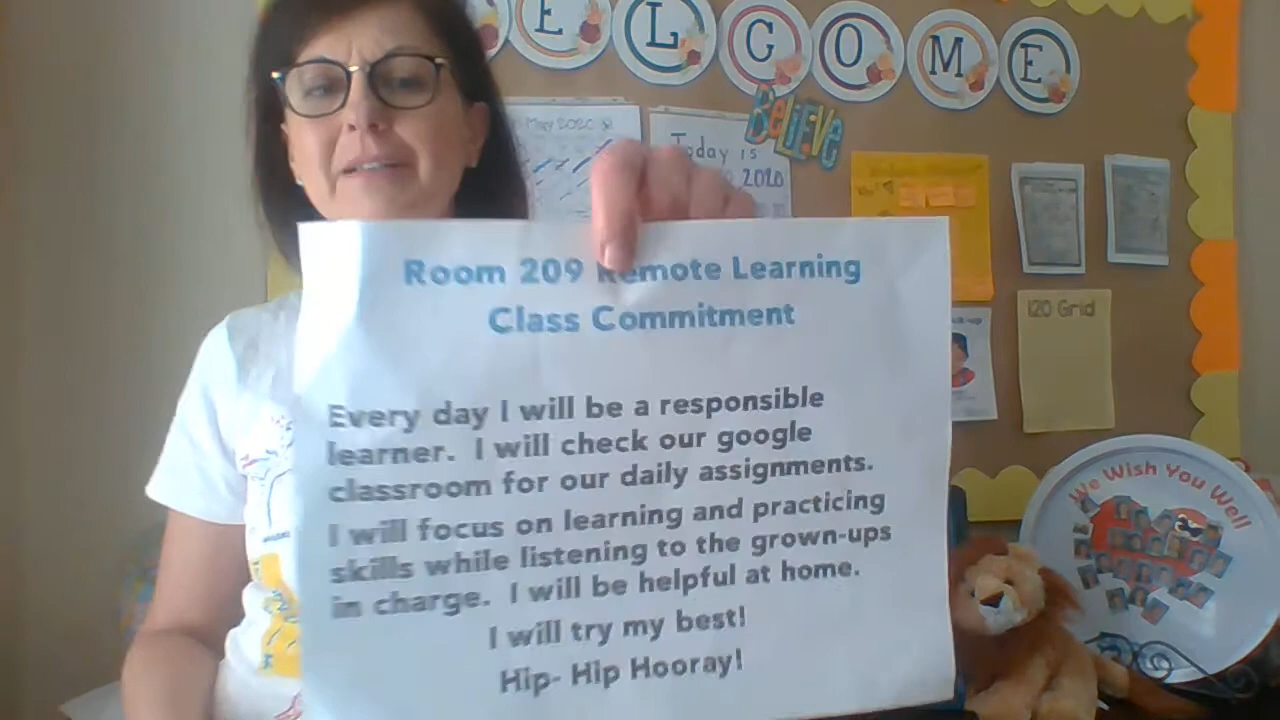 E L C O M E
BELIEVE
May 2020
Today is
2020
120 Grid
We Wish You Well
Room 209 Remote Learning
Class Commitment
Every day I will be a responsible
learner. I will check our google
classroom for our daily assignments.
I will focus on learning and practicing
skills while listening to the grown-ups
in charge. I will be helpful at home.
I will try my best!
Hip- Hip Hooray!